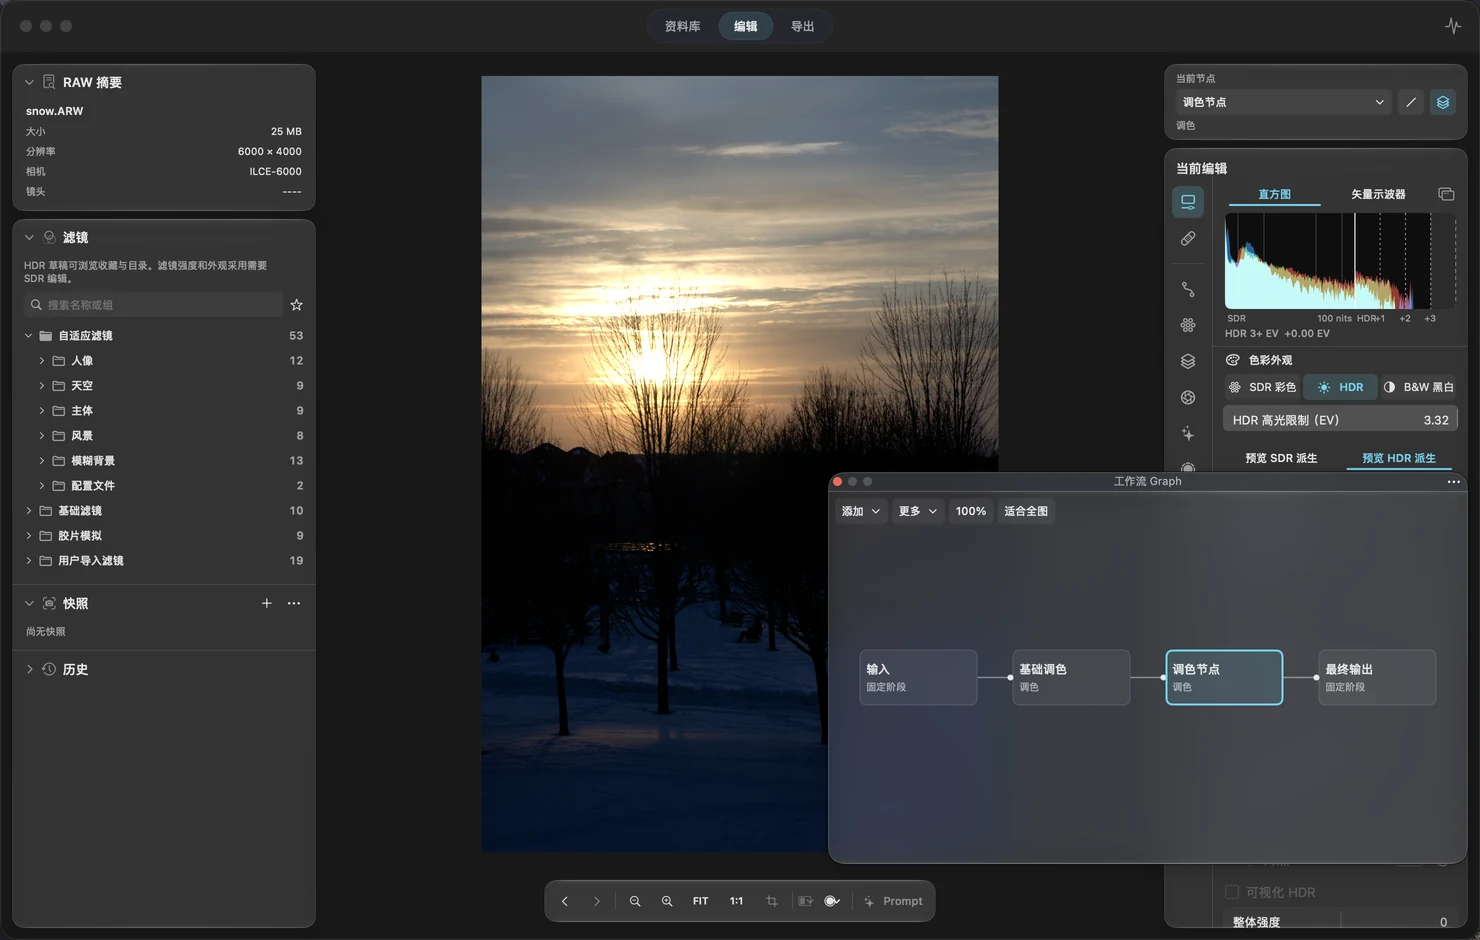 资料库 编辑 导出
RAW 摘要
snow.ARW
大小 25 MB
分辨率 6000 × 4000
相机 ILCE-6000
镜头 ----
滤镜
HDR 草稿可浏览收藏与目录。滤镜强度和外观采用需要
SDR 编辑。
搜索名称或组
自适应滤镜 53
人像 12
天空 9
主体 9
风景 8
模糊背景 13
配置文件 2
基础滤镜 10
胶片模拟 9
用户导入滤镜 19
快照
尚无快照
历史
当前节点
调色节点
调色
当前编辑
直方图 矢量示波器
SDR 100 nits HDR +1 +2 +3
HDR 3+ EV +0.00 EV
色彩外观
SDR 彩色 HDR B&W 黑白
HDR 高光限制 (EV) 3.32
预览 SDR 派生 预览 HDR 派生
工作流 Graph
添加 更多 100% 适合全图
输入 基础调色 调色节点 最终输出
固定阶段 调色 调色 固定阶段
可视化 HDR
整体强度 0
FIT 1:1 Prompt